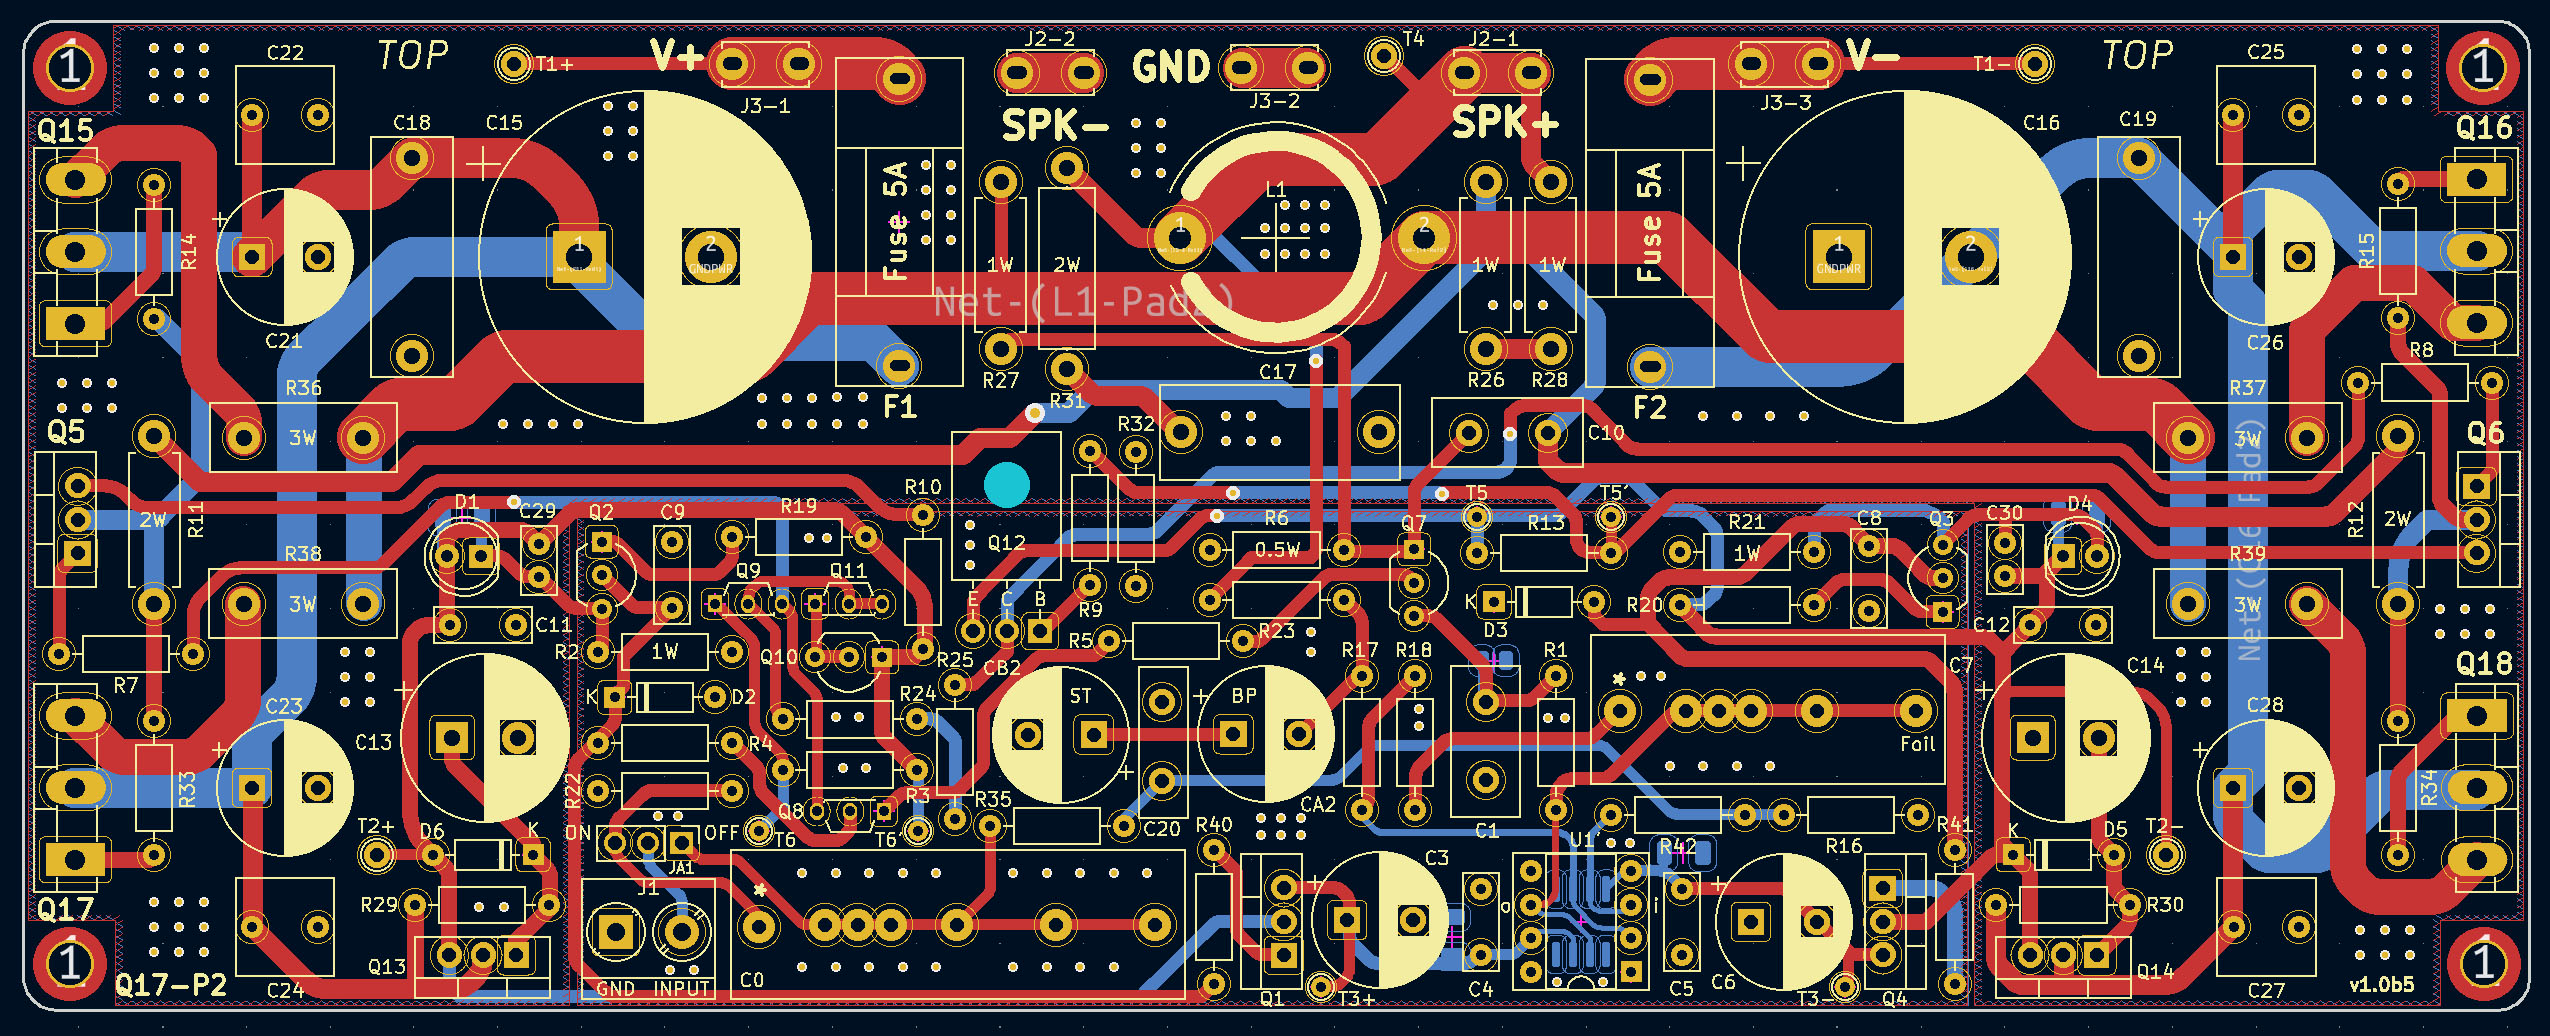 1
C22
TOP
T1+
V+
J3-1
J2-2
GND
J3-2
T4
J2-1
J3-3
V-
T1-
TOP
C25
1
Q15
C18
C15
SPK-
SPK+
C16
C19
Q16
R14
C21
1
2
GNDPWR
Fuse 5A
1W
2W
1
L1
2
1W
1W
Fuse 5A
1
GNDPWR
2
R15
C26
Net-(L1-Pad2)
R27
R26
R28
R8
C17
R36
3W
F1
R31
R32
C10
F2
R37
3W
Q5
Q6
2W
R11
D1
C29
Q2
C9
R19
R10
Q12
R6
0.5W
Q7
T5
T5'
R13
R21
1W
C8
Q3
C30
D4
R12
2W
R38
3W
R39
3W
Q9
Q11
E
C
B
R9
R5
R23
K
D3
R20
C11
C12
R7
R2
1W
Q10
R25
CB2
R17
R18
R1
C7
C14
Q18
K
D2
R24
ST
BP
C13
C23
R4
Foil
C28
R33
R22
R34
Q8
R3
R35
CA2
C20
C1
T2+
D6
K
ON
OFF
JA1
T6
T6'
R40
C3
U1'
R42
R16
R41
K
D5
T2-
R29
J1
*
*
o
i
R30
Q17
Q13
Q14
1
Q17-P2
C24
GND
INPUT
C0
Q1
T3+
C4
C5
C6
T3-
Q4
C27
v1.0b5
1